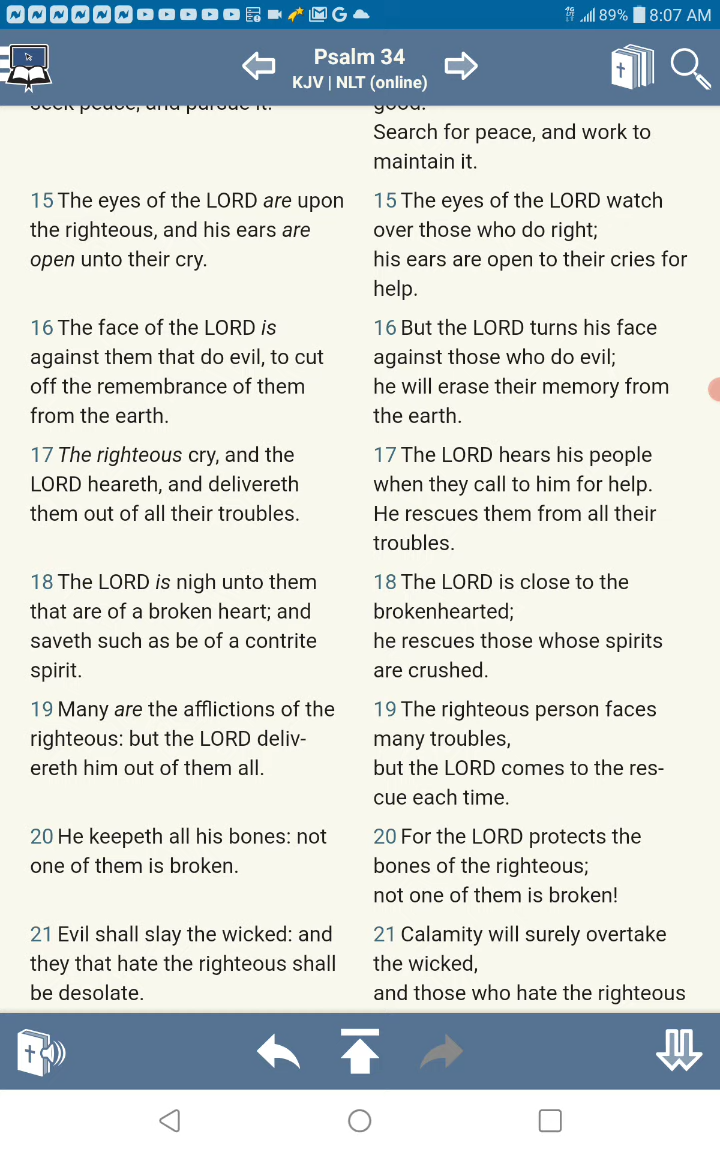 89% 8:07 AM
Psalm 34
KJV | NLT (online)
seek peace, and pursue it.
15 The eyes of the LORD are upon
the righteous, and his ears are
open unto their cry.
16 The face of the LORD is
against them that do evil, to cut
off the remembrance of them
from the earth.
17 The righteous cry, and the
LORD heareth, and delivereth
them out of all their troubles.
18 The LORD is nigh unto them
that are of a broken heart; and
saveth such as be of a contrite
spirit.
19 Many are the afflictions of the
righteous: but the LORD deliv-
ereth him out of them all.
20 He keepeth all his bones: not
one of them is broken.
21 Evil shall slay the wicked: and
they that hate the righteous shall
be desolate.
good.
Search for peace, and work to
maintain it.
15 The eyes of the LORD watch
over those who do right;
his ears are open to their cries for
help.
16 But the LORD turns his face
against those who do evil;
he will erase their memory from
the earth.
17 The LORD hears his people
when they call to him for help.
He rescues them from all their
troubles.
18 The LORD is close to the
brokenhearted;
he rescues those whose spirits
are crushed.
19 The righteous person faces
many troubles,
but the LORD comes to the res-
cue each time.
20 For the LORD protects the
bones of the righteous;
not one of them is broken!
21 Calamity will surely overtake
the wicked,
and those who hate the righteous